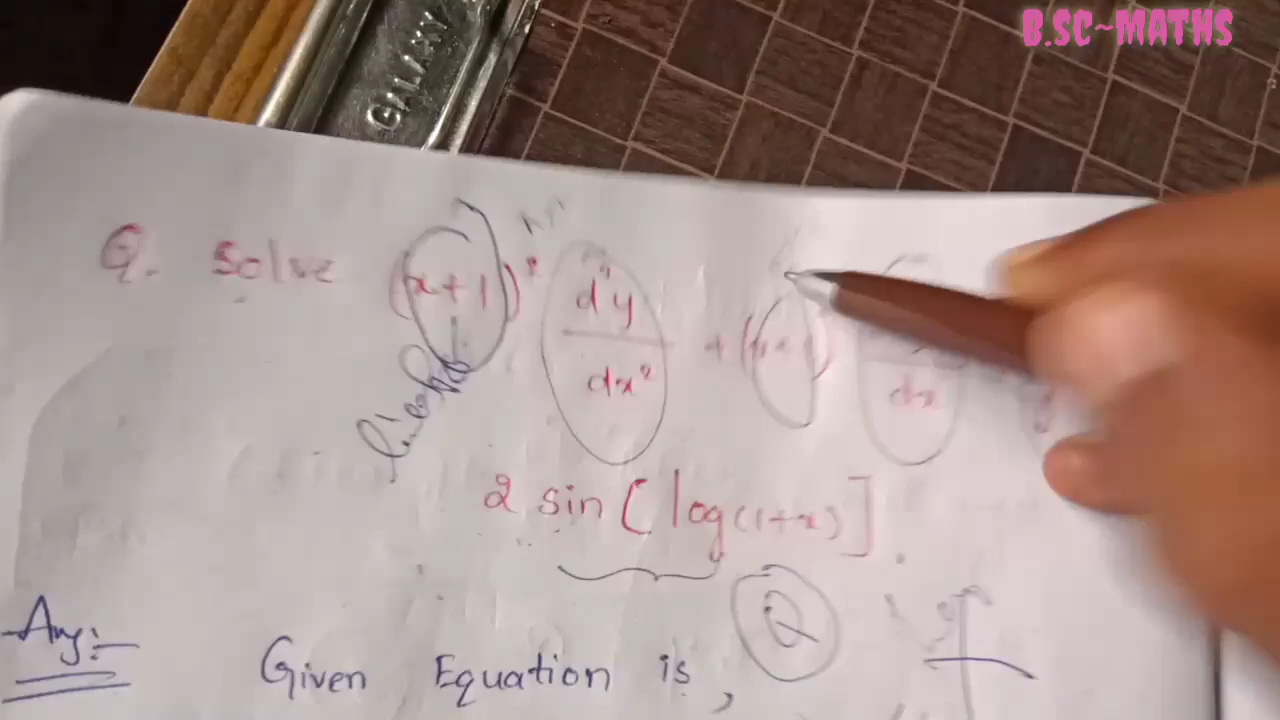 B.SC~MATHS
GALAXY
Q. Solve (x+1)² d²y/dx² + (x+1) /dx y
linear
2 sin [log(1+x)].
Q
Ans:-
Given Equation is,